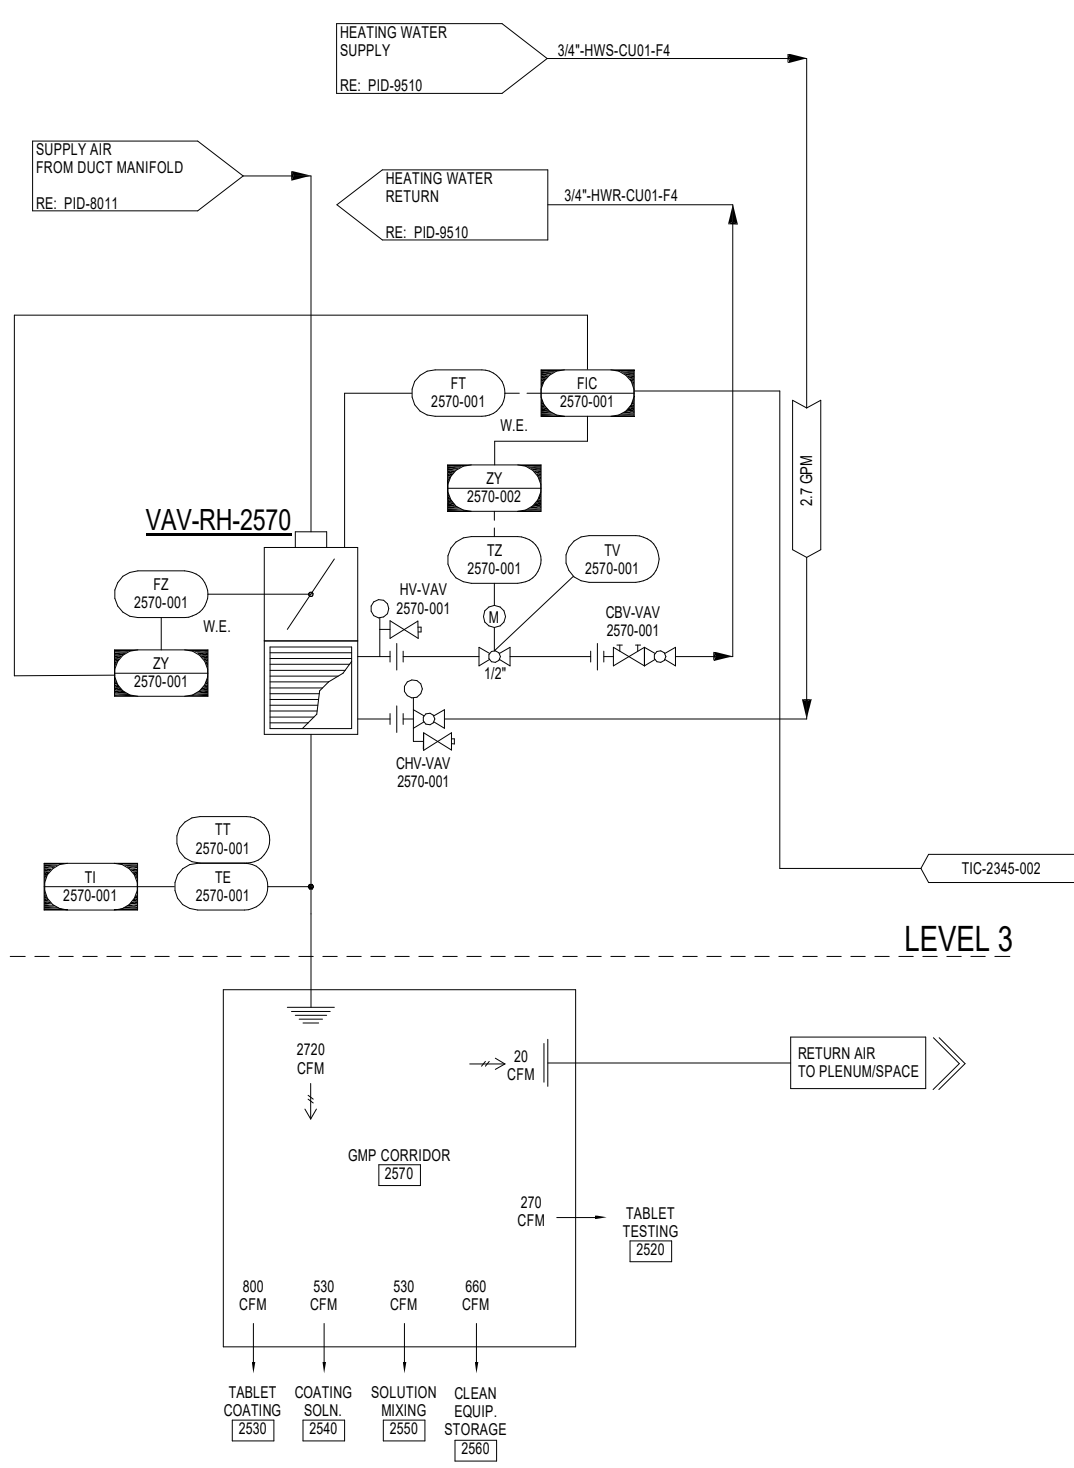 HEATING WATER
SUPPLY
RE: PID-9510
3/4"-HWS-CU01-F4
SUPPLY AIR
FROM DUCT MANIFOLD
RE: PID-8011
HEATING WATER
RETURN
RE: PID-9510
3/4"-HWR-CU01-F4
FT
2570-001
FIC
2570-001
W.E.
ZY
2570-002
2.7 GPM
VAV-RH-2570
TZ
2570-001
TV
2570-001
FZ
2570-001
W.E.
HV-VAV
2570-001
M
CBV-VAV
2570-001
ZY
2570-001
1/2"
CHV-VAV
2570-001
TT
2570-001
TI
2570-001
TE
2570-001
TIC-2345-002
LEVEL 3
2720
CFM
20
CFM
RETURN AIR
TO PLENUM/SPACE
GMP CORRIDOR
2570
270
CFM
TABLET
TESTING
2520
800
CFM
530
CFM
530
CFM
660
CFM
TABLET
COATING
2530
COATING
SOLN.
2540
SOLUTION
MIXING
2550
CLEAN
EQUIP.
STORAGE
2560